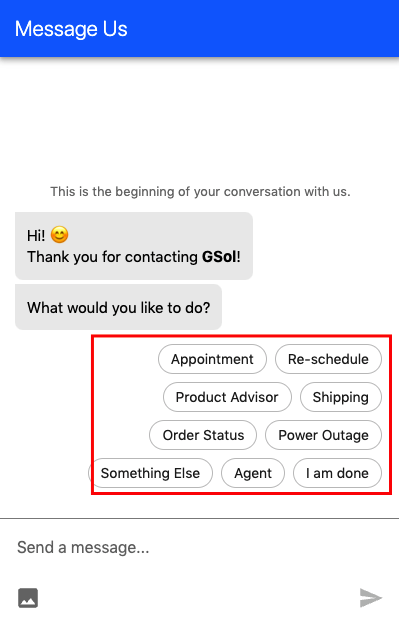 Message Us
This is the beginning of your conversation with us.
Hi! 😊
Thank you for contacting GSol!
What would you like to do?
Appointment Re-schedule
Product Advisor Shipping
Order Status Power Outage
Something Else Agent I am done
Send a message...